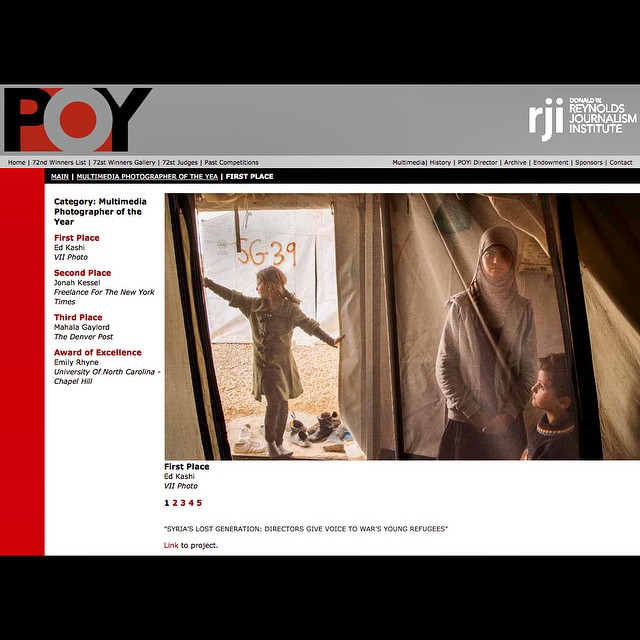 POY
rji DONALD W. REYNOLDS JOURNALISM INSTITUTE
Home | 72nd Winners List | 72st Winners Gallery | 72st Judges | Past Competitions
Multimedia| History | POYi Director | Archive | Endowment | Sponsors | Contact
MAIN | MULTIMEDIA PHOTOGRAPHER OF THE YEA | FIRST PLACE
Category: Multimedia
Photographer of the
Year
First Place
Ed Kashi
VII Photo
Second Place
Jonah Kessel
Freelance For The New York
Times
Third Place
Mahala Gaylord
The Denver Post
Award of Excellence
Emily Rhyne
University Of North Carolina -
Chapel Hill
5G39
First Place
Ed Kashi
VII Photo
1 2 3 4 5
"SYRIA'S LOST GENERATION: DIRECTORS GIVE VOICE TO WAR'S YOUNG REFUGEES"
Link to project.